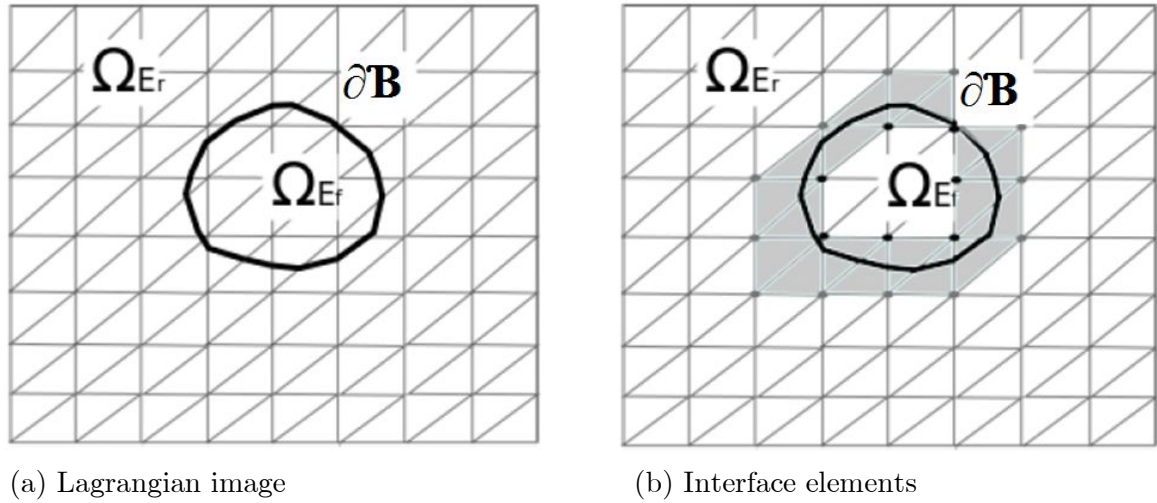 Ω_Er ∂B Ω_Ef
Ω_Er ∂B Ω_Ef
(a) Lagrangian image
(b) Interface elements